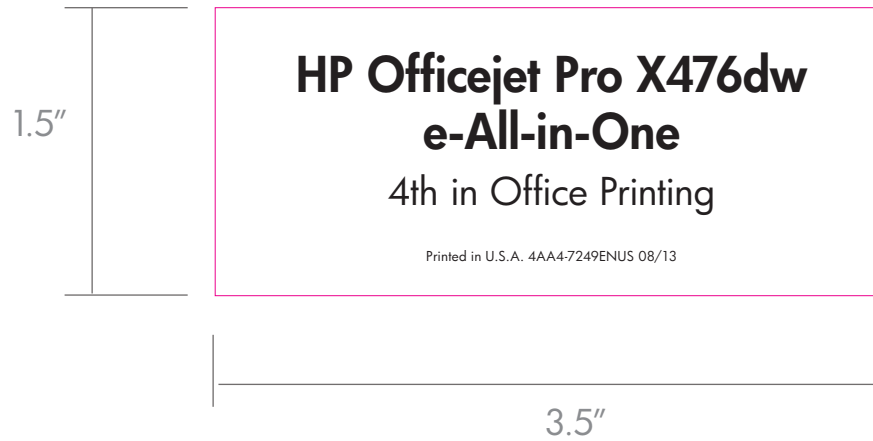 1.5”
HP Officejet Pro X476dw
e-All-in-One
4th in Office Printing
Printed in U.S.A. 4AA4-7249ENUS 08/13
3.5”